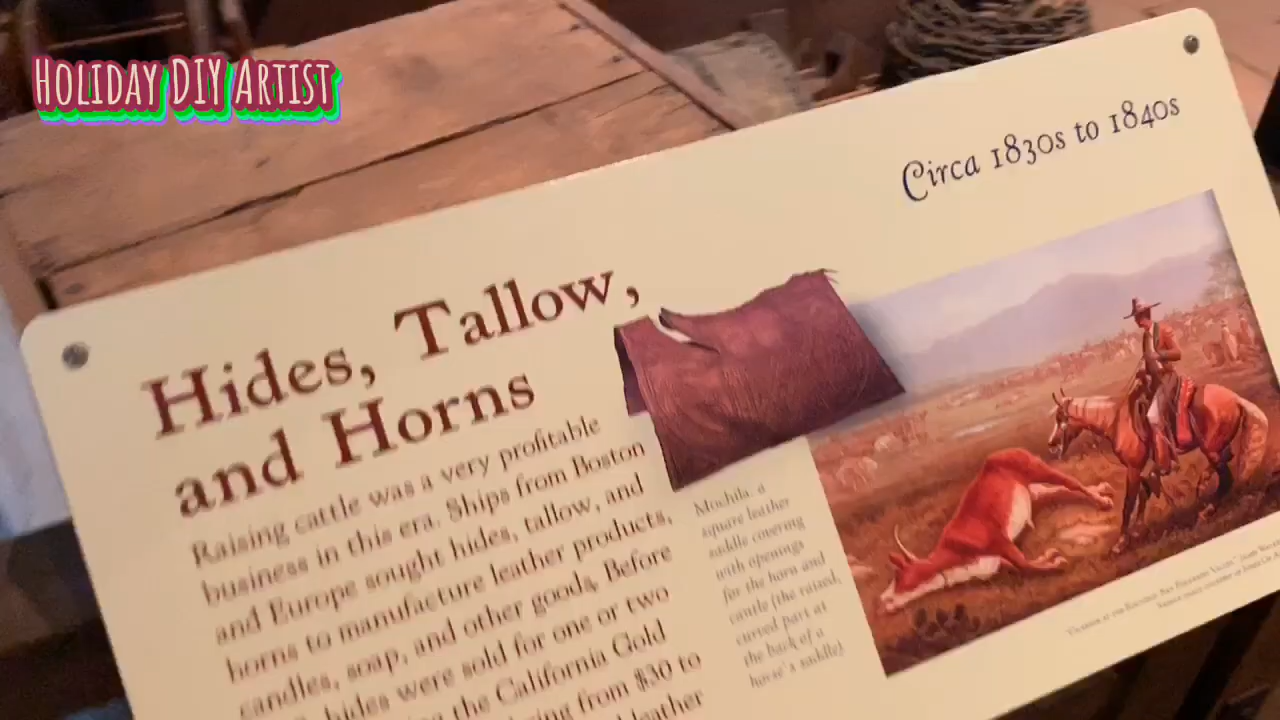 Holiday DIY Artist
Circa 1830s to 1840s
Hides, Tallow,
and Horns
Raising cattle was a very profitable
business in this era. Ships from Boston
and Europe sought hides, tallow, and
horns to manufacture leather products,
candles, soap, and other goods. Before
hides were sold for one or two
the California Gold
from $30 to
leather
Mochila, a
square leather
saddle covering
with openings
for the horn and
cantle (the raised,
curved part at
the back of a
horse's saddle).